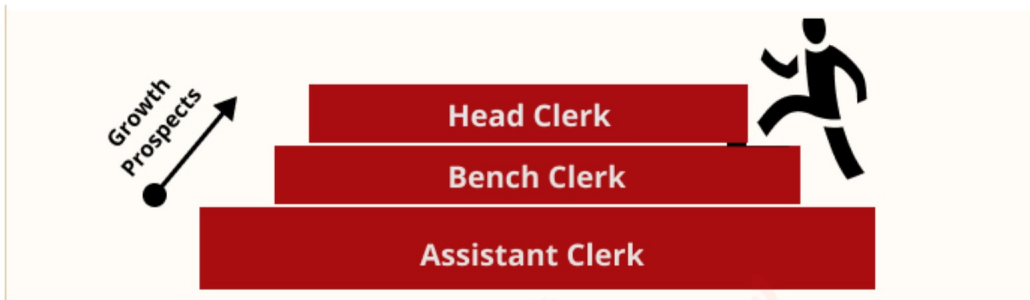 Growth
Prospects
Head Clerk
Bench Clerk
Assistant Clerk